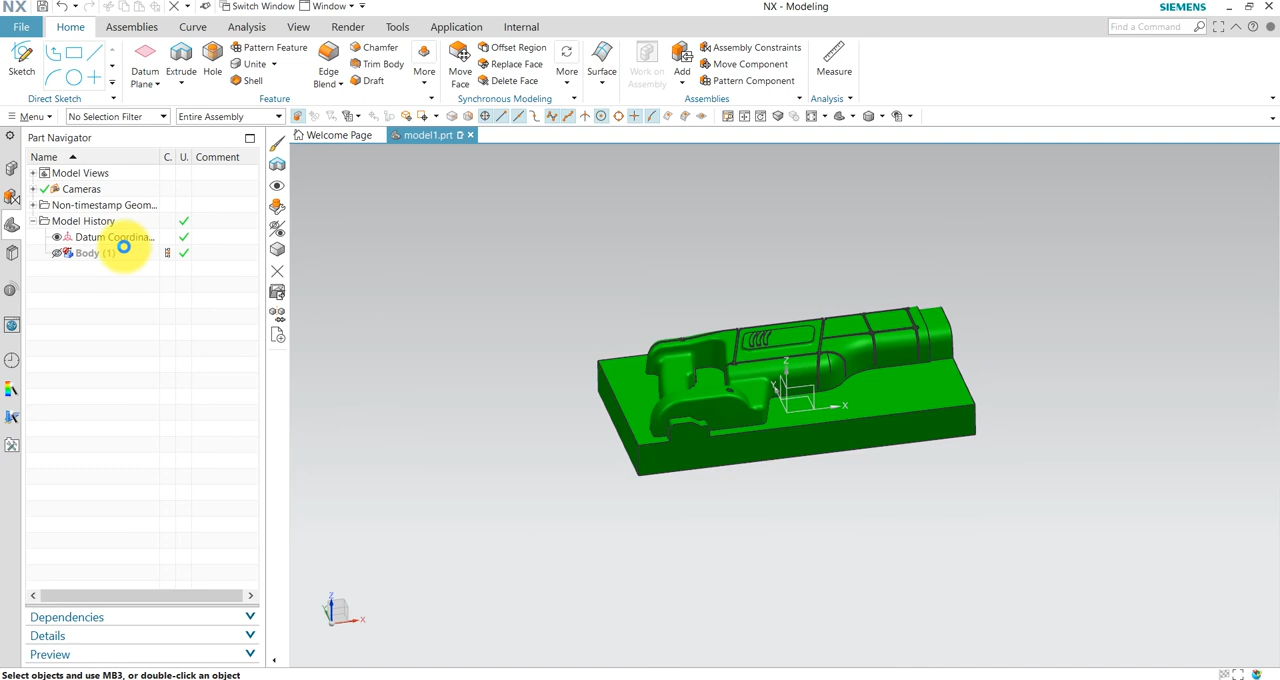 NX Switch Window Window NX - Modeling SIEMENS
File Home Assemblies Curve Analysis View Render Tools Application Internal Find a Command
Sketch
Direct Sketch
Datum Plane
Extrude
Hole
Pattern Feature
Unite
Shell
Edge Blend
Chamfer
Trim Body
Draft
More
Feature
Move Face
Offset Region
Replace Face
Delete Face
More
Synchronous Modeling
Surface
Work on Assembly
Add
Assembly Constraints
Move Component
Pattern Component
Assemblies
Measure
Analysis
Menu No Selection Filter Entire Assembly
Part Navigator Welcome Page model1.prt
Name C. U. Comment
Model Views
Cameras
Non-timestamp Geom...
Model History
Datum Coordina...
Body (1)
Z
Y
X
Z
Y
X
Dependencies
Details
Preview
Select objects and use MB3, or double-click an object